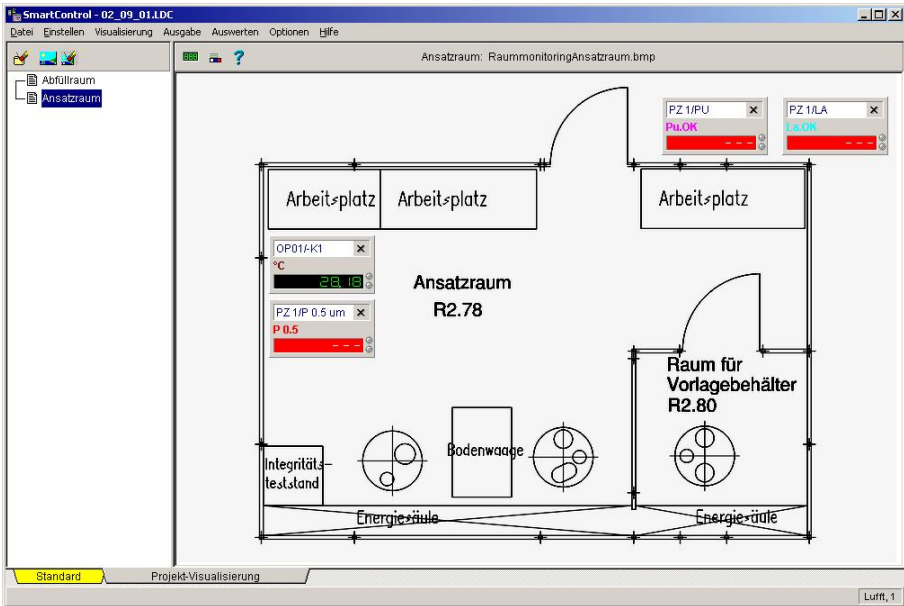 SmartControl - 02_09_01.LDC
Datei Einstellen Visualisierung Ausgabe Auswerten Optionen Hilfe
Ansatzraum: RaummonitoringAnsatzraum.bmp
Abfüllraum
Ansatzraum
PZ 1/PU
Pu.OK
- - -
PZ 1/LA
La.OK
- - -
Arbeitsplatz
Arbeitsplatz
Arbeitsplatz
OP01/-K1
°C
28,18
PZ 1/P 0.5 um
P 0.5
- - -
Ansatzraum
R2.78
Raum für
Vorlagebehälter
R2.80
Bodenwaage
Integritäts-
teststand
Energiesäule
Energiesäule
Standard
Projekt-Visualisierung
Lufft, 1